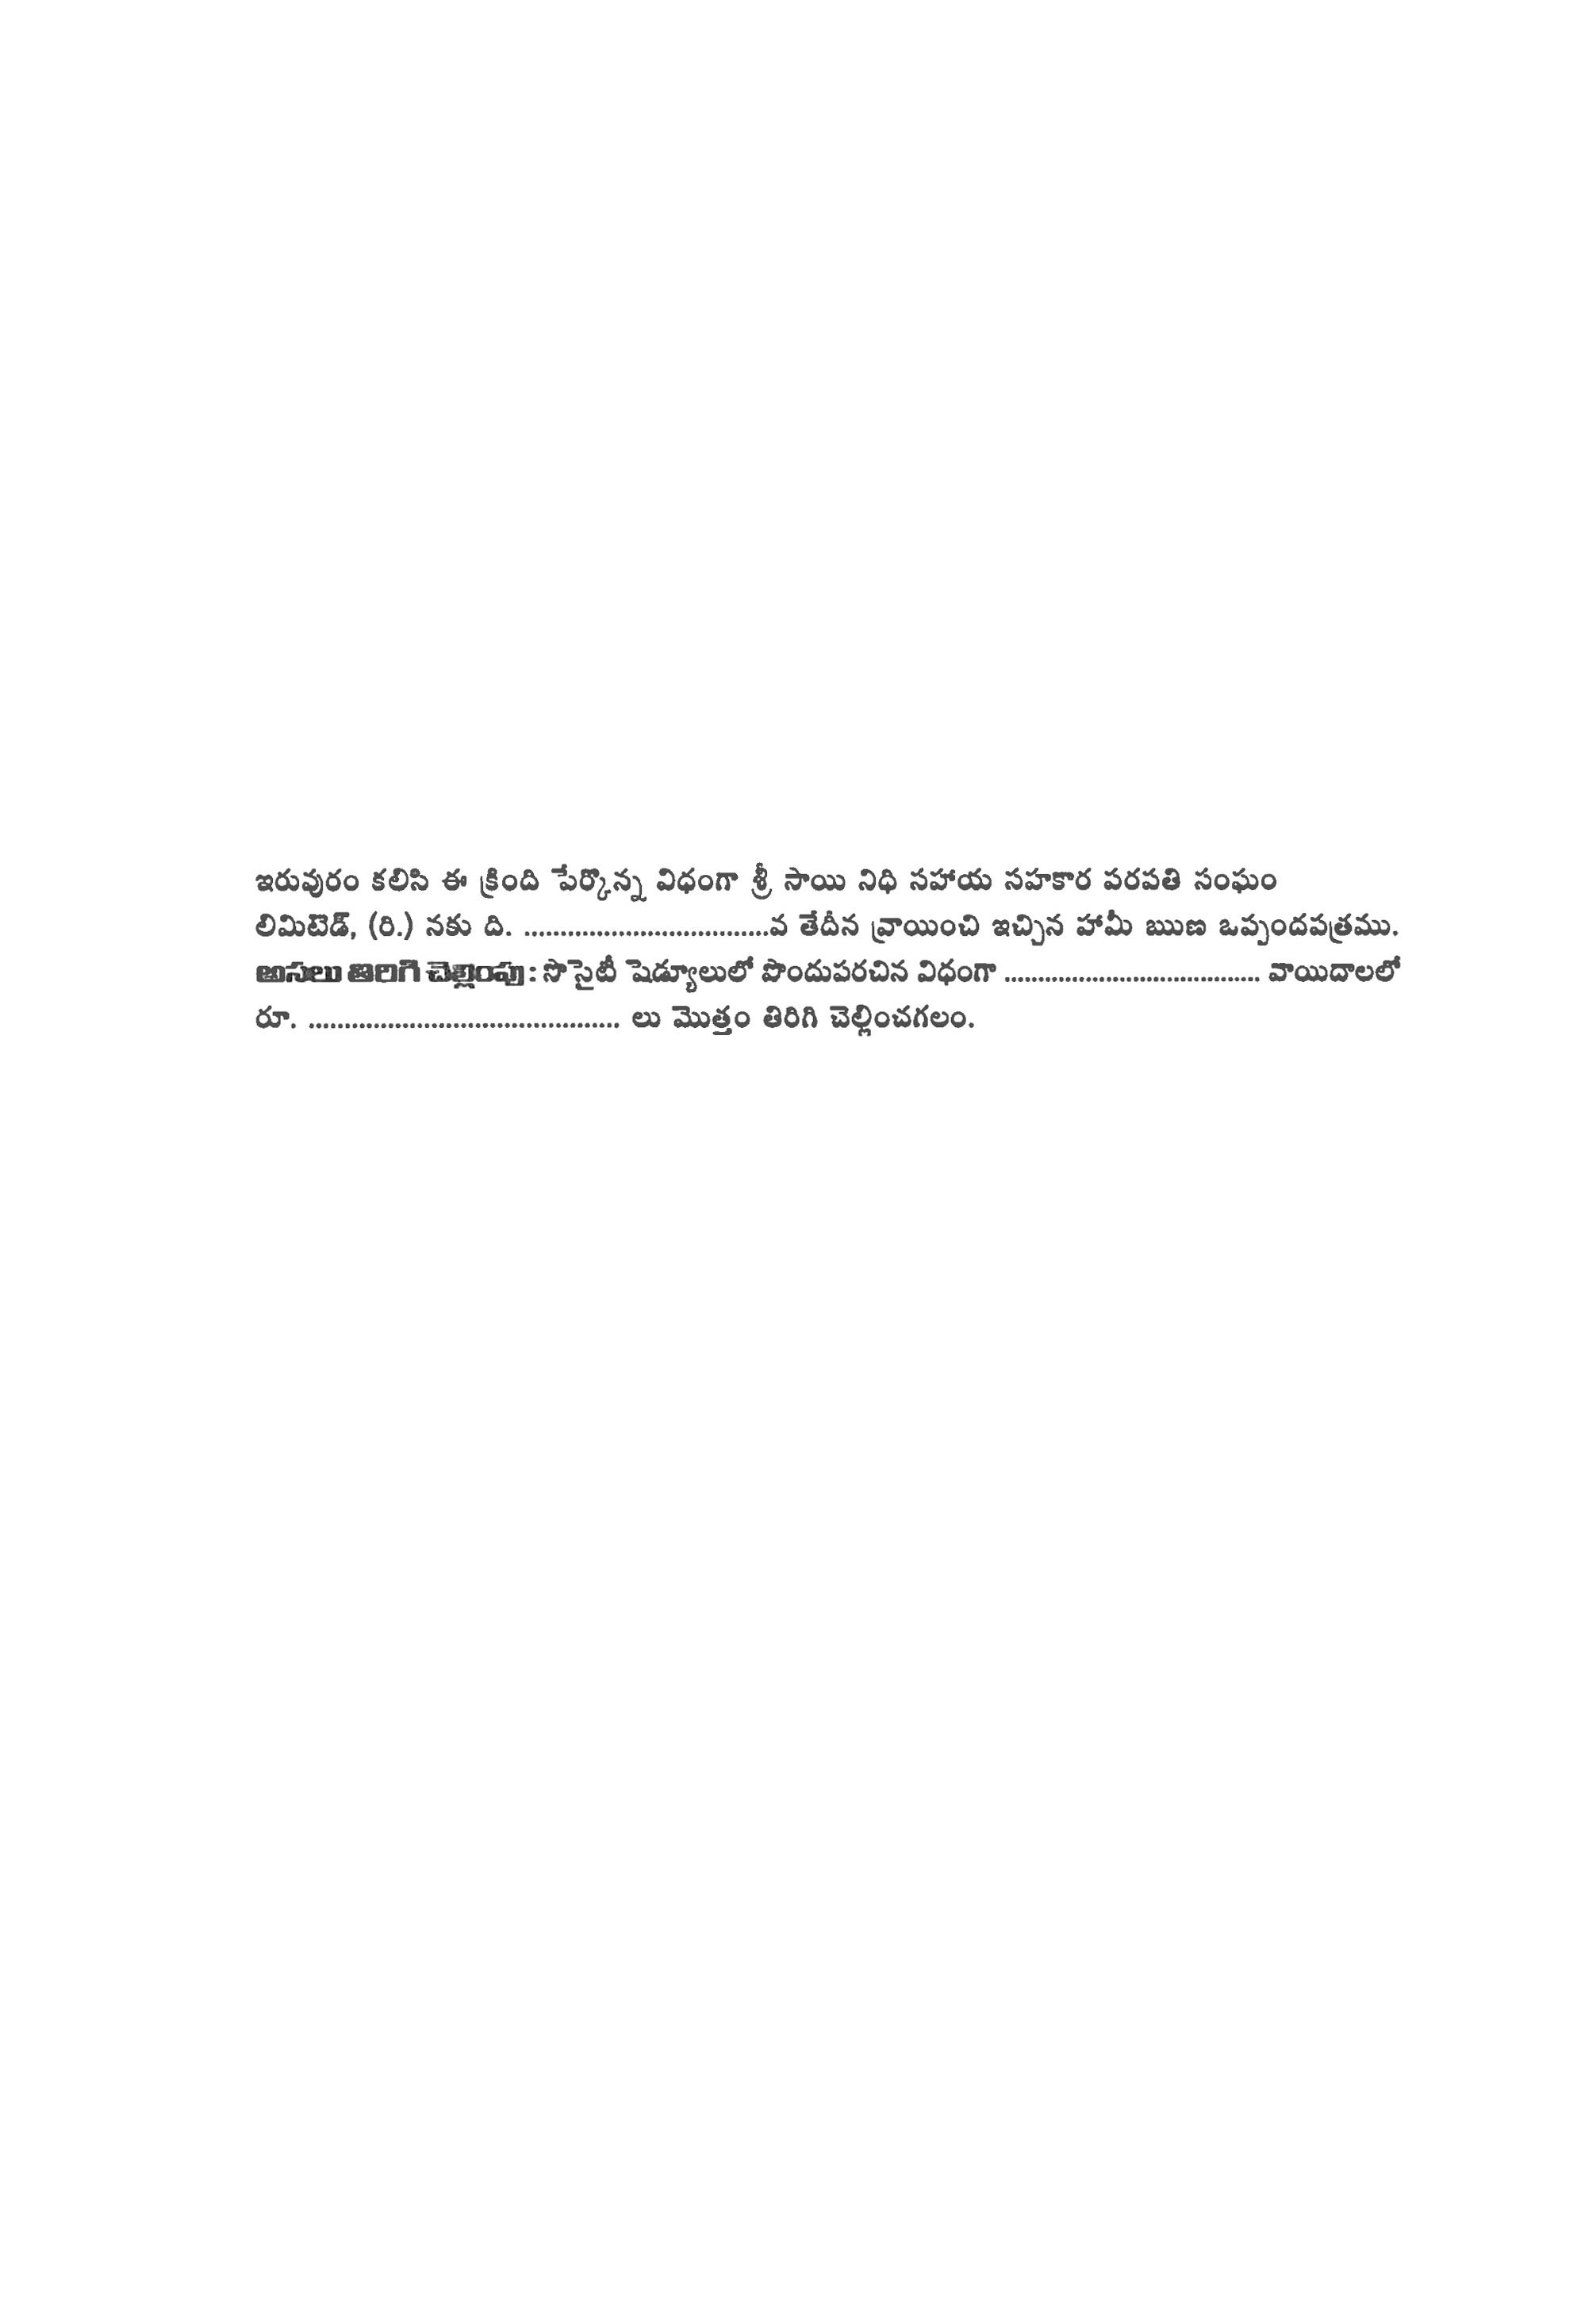 ఇరువురం కలిసి ఈ క్రింది పేర్కొన్న విధంగా శ్రీ సాయి నిధి సహాయ సహకార పరపతి సంఘం
లిమిటెడ్, (రి.) నకు ది. ..................................వ తేదీన వ్రాయించి ఇచ్చిన హామీ ఋణ ఒప్పందపత్రము.
అసలు తిరిగి చెల్లింపు : సొసైటీ షెడ్యూలులో పొందుపరచిన విధంగా ...................................... వాయిదాలలో
రూ. ........................................... లు మొత్తం తిరిగి చెల్లించగలం.